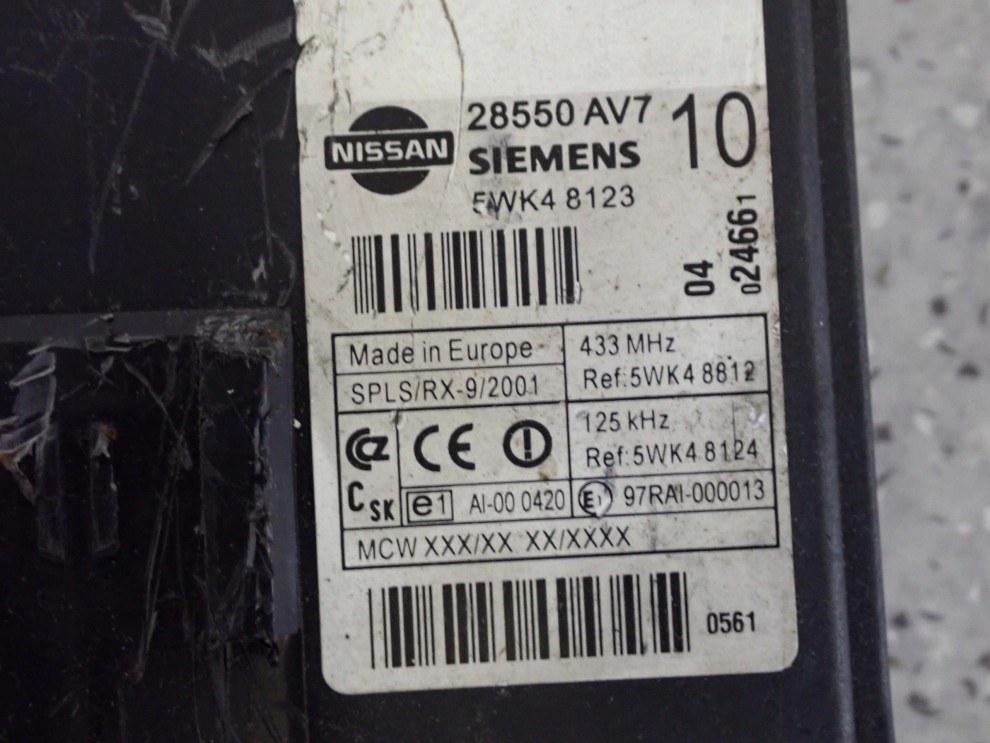 28550 AV7 10
NISSAN
SIEMENS
5WK4 8123
04
024661
Made in Europe
433 MHz
Ref:5WK4 8812
SPLS/RX-9/2001
125 kHz
Ref:5WK4 8124
CZ
CE
C SK
e1
AI-00 0420
E1
97RAI-000013
MCW XXX/XX XX/XXXX
0561